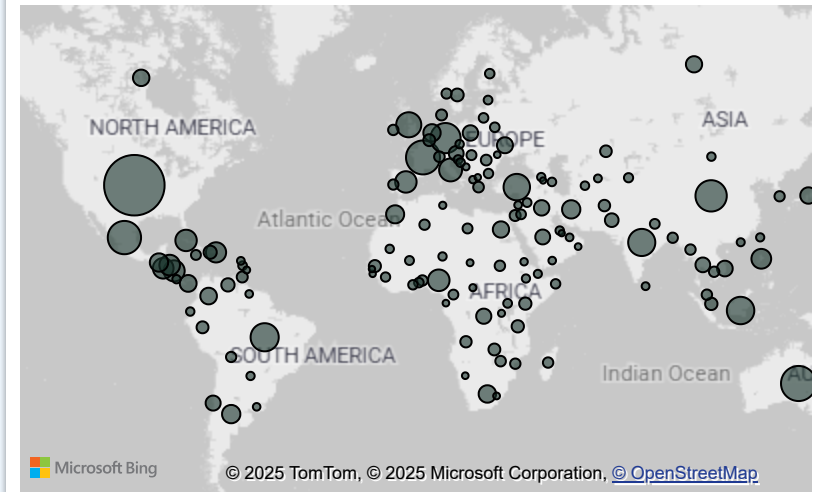 NORTH AMERICA
ASIA
EUROPE
Atlantic Ocean
AFRICA
SOUTH AMERICA
Indian Ocean
AU
Microsoft Bing
© 2025 TomTom, © 2025 Microsoft Corporation, © OpenStreetMap